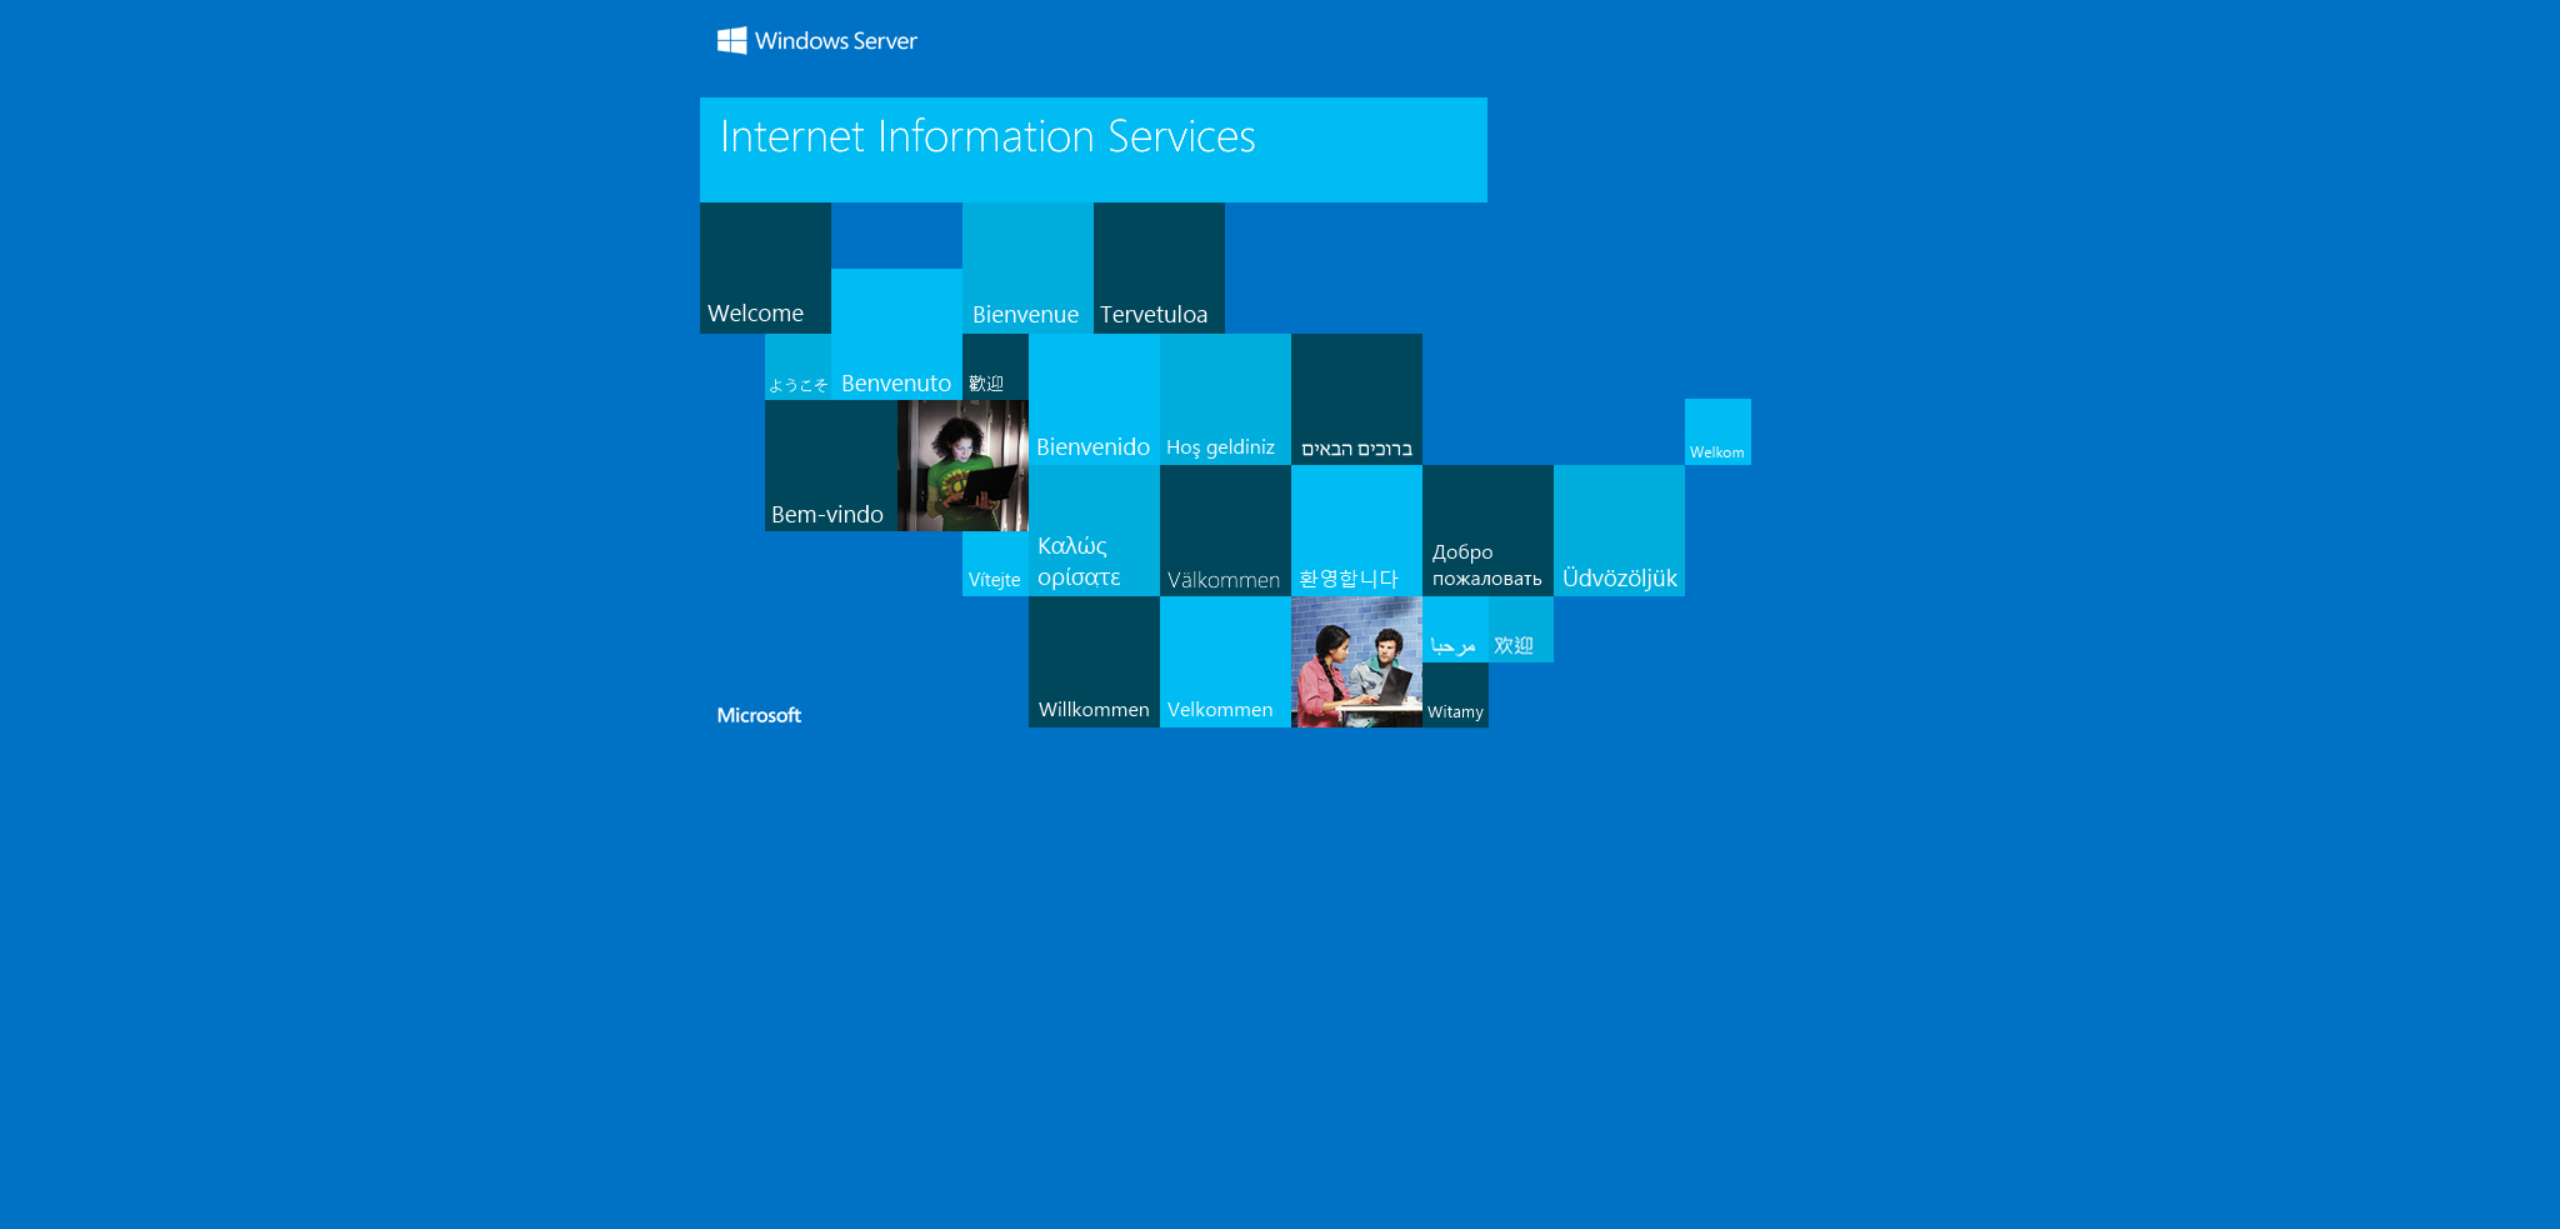 Windows Server
Internet Information Services
Welcome
Bienvenue
Tervetuloa
ようこそ
Benvenuto
歡迎
Bienvenido
Hoş geldiniz
ברוכים הבאים
Welkom
Bem-vindo
Vítejte
Καλώς
ορίσατε
Välkommen
환영합니다
Добро
пожаловать
Üdvözöljük
مرحبا
欢迎
Willkommen
Velkommen
Witamy
Microsoft